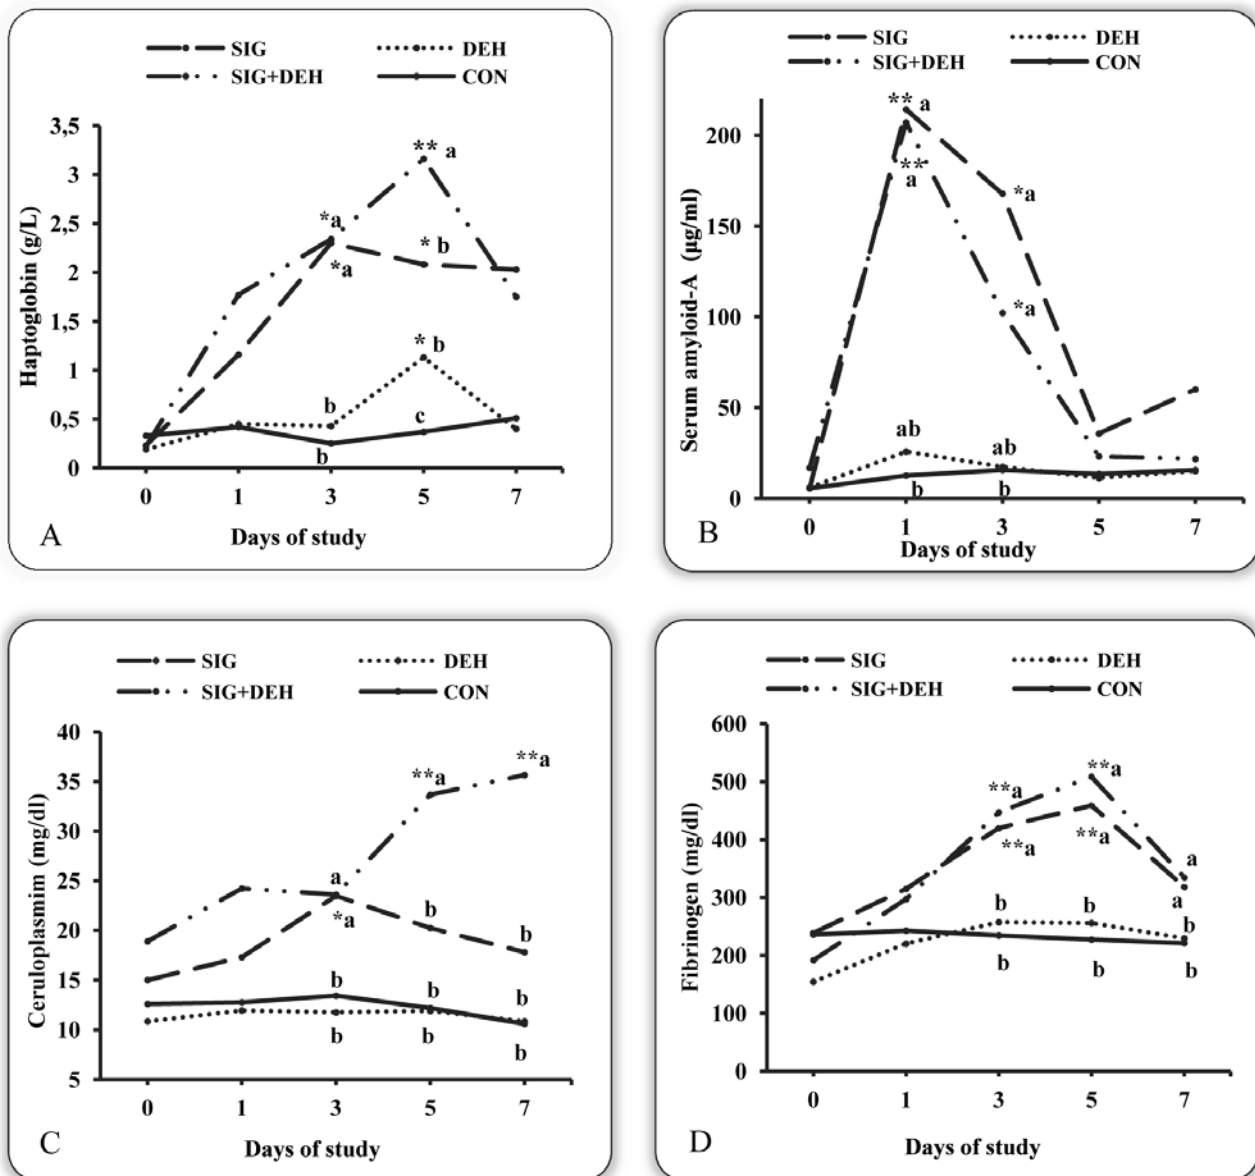 SIG DEH
SIG+DEH CON
Haptoglobin (g/L)
3,5
3
2,5
2
1,5
1
0,5
0
** a
*a
* b
*a
* b
b
c
b
0 1 3 5 7
Days of study
A
SIG DEH
SIG+DEH CON
Serum amyloid-A (µg/ml)
200
150
100
50
0
** a
**
a
*a
*a
ab ab
b b
0 1 3 5 7
Days of study
B
SIG DEH
SIG+DEH CON
Ceruloplasmim (mg/dl)
40
35
30
25
20
15
10
5
**a
**a
a
*a
b
b
b b b
b b b
0 1 3 5 7
Days of study
C
SIG DEH
SIG+DEH CON
Fibrinogen (mg/dl)
600
500
400
300
200
100
0
**a
**a
**a
**a
a
a
b b b
b b b
0 1 3 5 7
Days of study
D